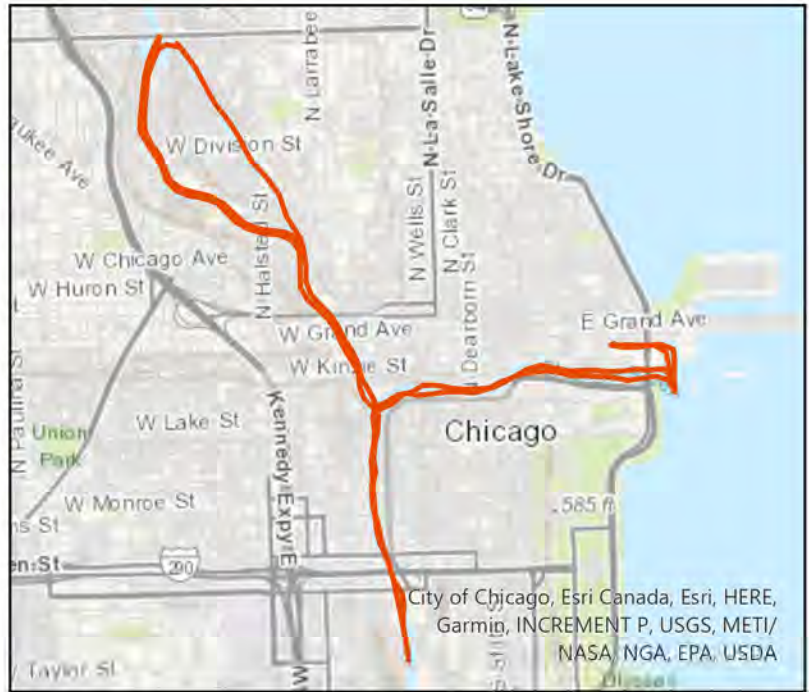 N Larrabee
N La Salle Dr
N Lake Shore Dr
W Division St
N Halsted St
N Wells St
N Clark St
W Chicago Ave
W Huron St
N Dearborn St
W Grand Ave
E Grand Ave
W Kinzie St
N Paulina St
Union
Park
W Lake St
Kennedy Expy E
Chicago
W Monroe St
585 ft
290
City of Chicago, Esri Canada, Esri, HERE,
Garmin, INCREMENT P, USGS, METI/
NASA, NGA, EPA, USDA
Taylor St